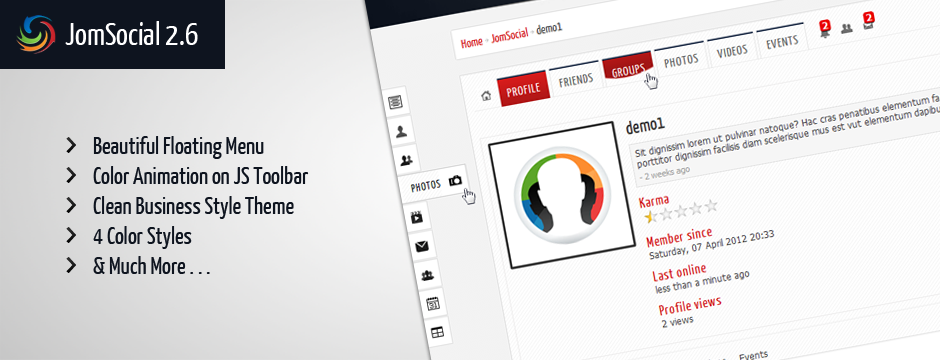 JomSocial 2.6
Beautiful Floating Menu
Color Animation on JS Toolbar
Clean Business Style Theme
4 Color Styles
& Much More . . .
Home » JomSocial » demo1
PROFILE
FRIENDS
GROUPS
PHOTOS
VIDEOS
EVENTS
2
2
PHOTOS
31
demo1
Sit dignissim lorem ut pulvinar natoque? Hac cras penatibus elementum
porttitor dignissim facilisis diam scelerisque mus est vut elementum dapibu
- 2 weeks ago
Karma
Member since
Saturday, 07 April 2012 20:33
Last online
less than a minute ago
Profile views
2 views
Events